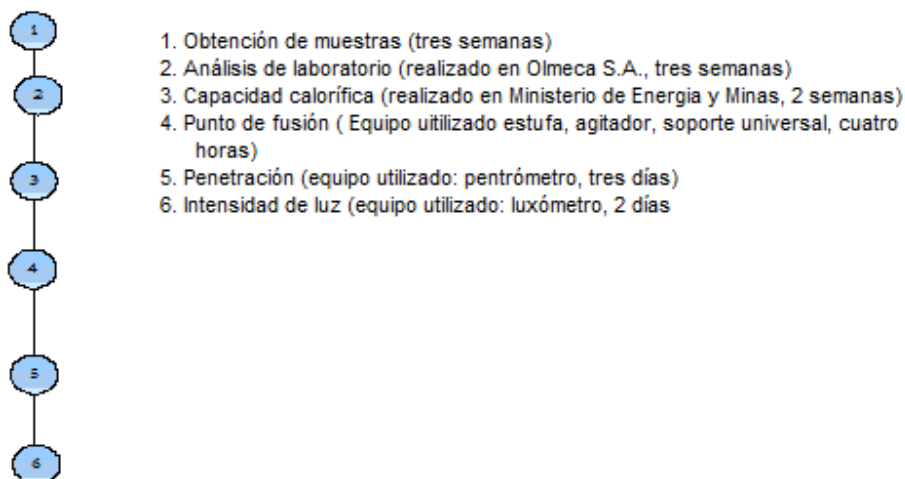 1
2
3
4
5
6
1. Obtención de muestras (tres semanas)
2. Análisis de laboratorio (realizado en Olmeca S.A., tres semanas)
3. Capacidad calorífica (realizado en Ministerio de Energia y Minas, 2 semanas)
4. Punto de fusión ( Equipo uitilizado estufa, agitador, soporte universal, cuatro
horas)
5. Penetración (equipo utilizado: pentrómetro, tres días)
6. Intensidad de luz (equipo utilizado: luxómetro, 2 días